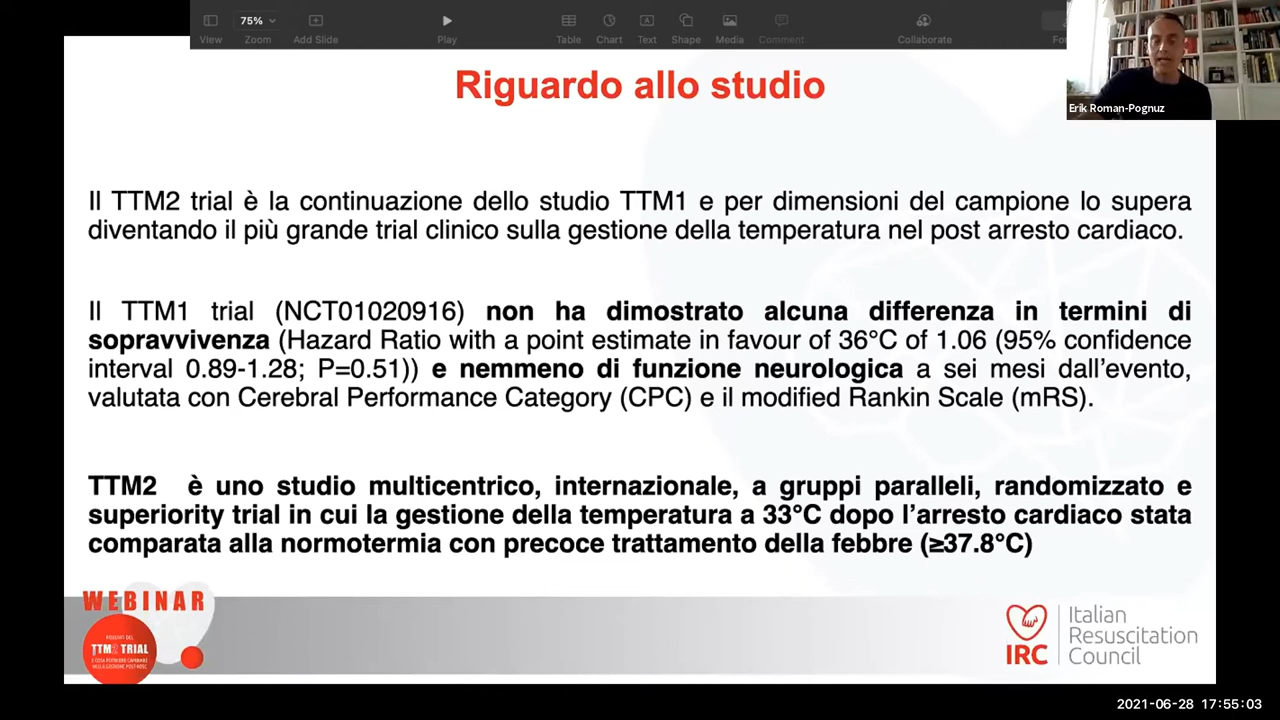 75%
View
Zoom
Add Slide
Play
Table
Chart
Text
Shape
Media
Comment
Collaborate
Erik Roman-Pognuz
Riguardo allo studio
Il TTM2 trial è la continuazione dello studio TTM1 e per dimensioni del campione lo supera
diventando il più grande trial clinico sulla gestione della temperatura nel post arresto cardiaco.
Il TTM1 trial (NCT01020916) non ha dimostrato alcuna differenza in termini di
sopravvivenza (Hazard Ratio with a point estimate in favour of 36°C of 1.06 (95% confidence
interval 0.89-1.28; P=0.51)) e nemmeno di funzione neurologica a sei mesi dall'evento,
valutata con Cerebral Performance Category (CPC) e il modified Rankin Scale (mRS).
TTM2 è uno studio multicentrico, internazionale, a gruppi paralleli, randomizzato e
superiority trial in cui la gestione della temperatura a 33°C dopo l'arresto cardiaco stata
comparata alla normotermia con precoce trattamento della febbre (≥37.8°C)
WEBINAR
TTM2 TRIAL
IRC
Italian
Resuscitation
Council
2021-06-28 17:55:03